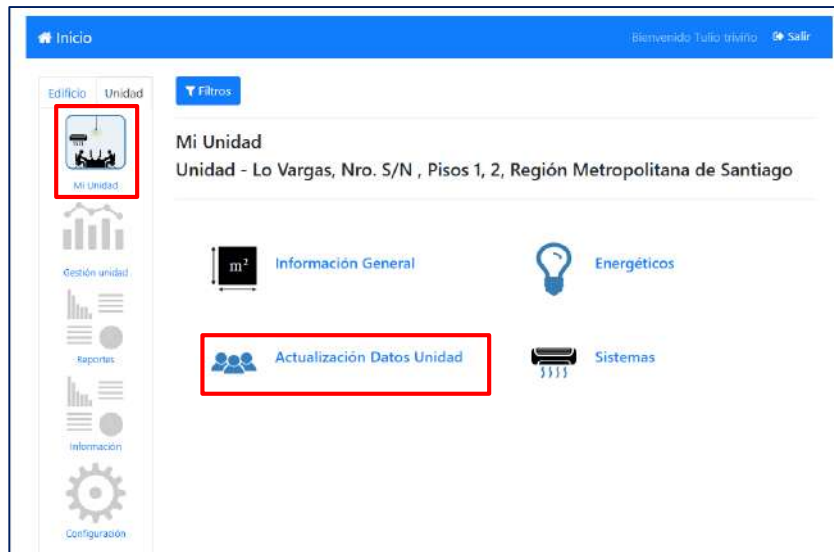 Inicio
Bienvenido Tulio triviño Salir
Edificio Unidad
Filtros
Mi Unidad
Mi Unidad
Unidad - Lo Vargas, Nro. S/N , Pisos 1, 2, Región Metropolitana de Santiago
Gestión unidad
Reportes
Información
Configuración
m²
Información General
Energéticos
Actualización Datos Unidad
Sistemas